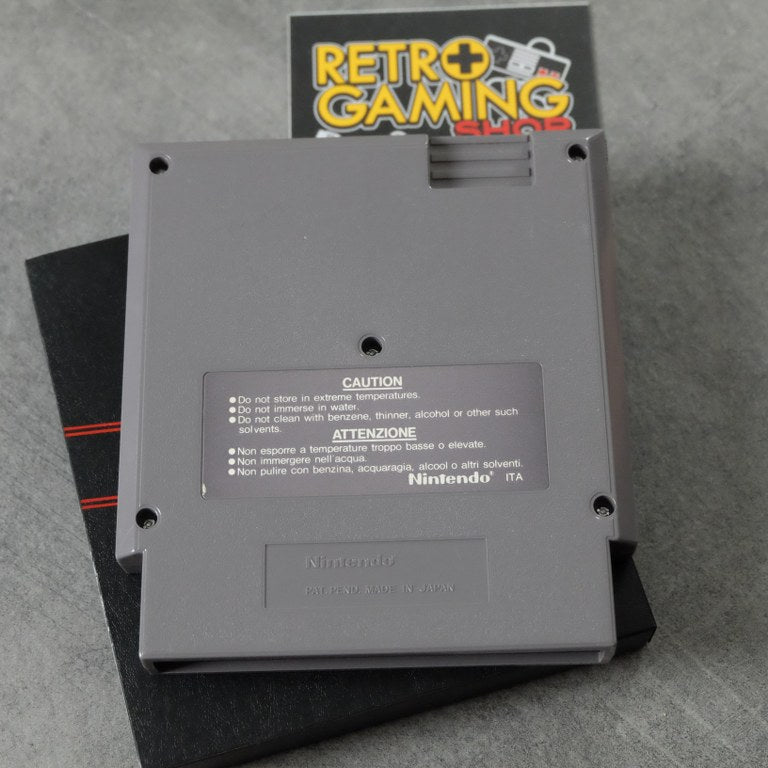 RETRO
GAMING
SHOP
CAUTION
●Do not store in extreme temperatures.
●Do not immerse in water.
●Do not clean with benzene, thinner, alcohol or other such
solvents.
ATTENZIONE
●Non esporre a temperature troppo basse o elevate.
●Non immergere nell'acqua.
●Non pulire con benzina, acquaragia, alcool o altri solventi.
Nintendo® ITA
Nintendo
PAT. PEND. MADE IN JAPAN